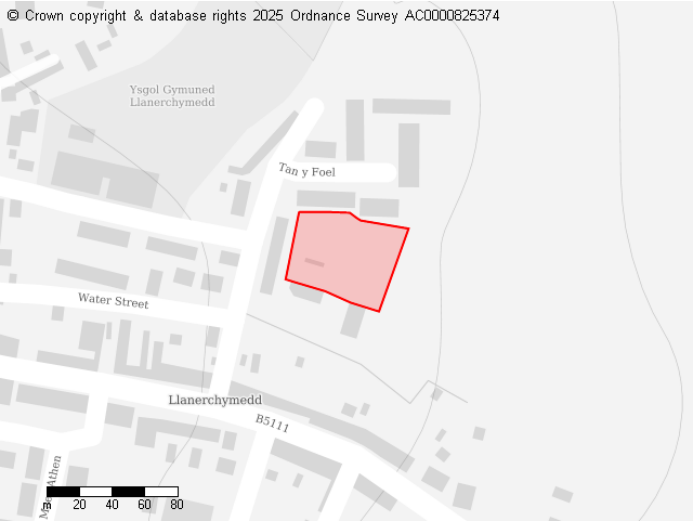 © Crown copyright & database rights 2025 Ordnance Survey AC0000825374
Ysgol Gymuned
Llanerchymedd
Tan y Foel
Water Street
Llanerchymedd
B5111
Athen
m 20 40 60 80